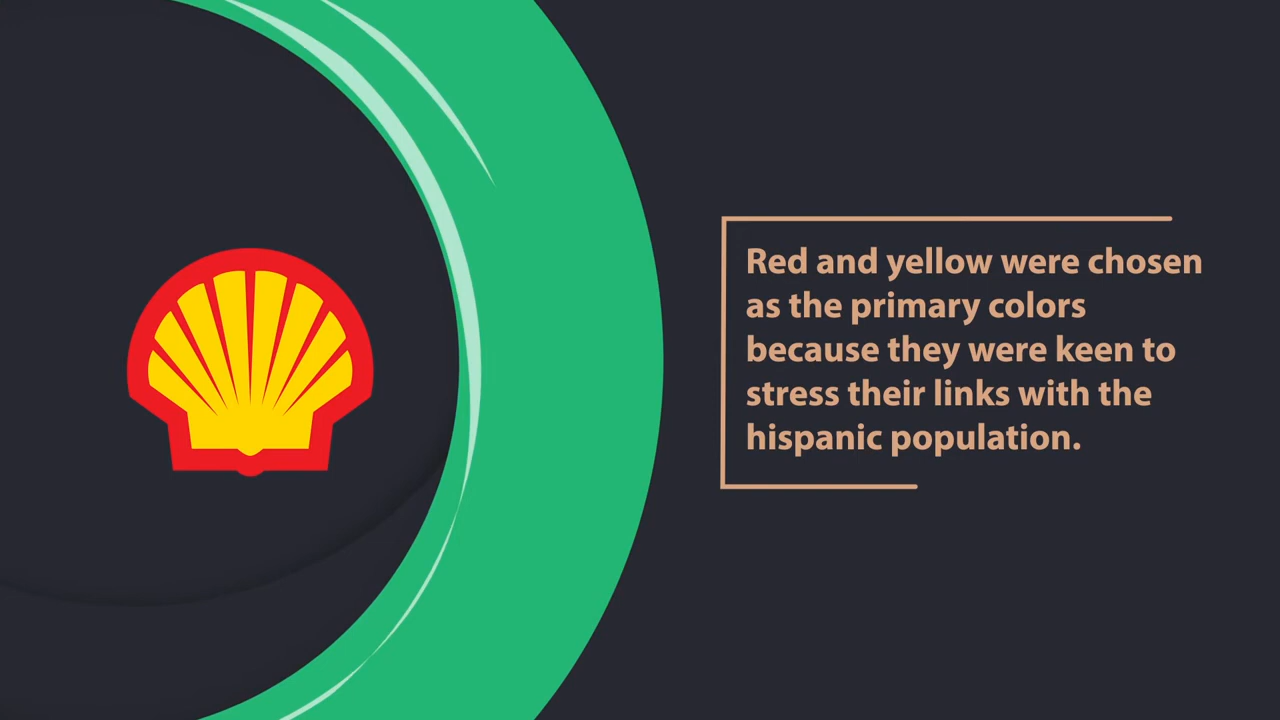 Red and yellow were chosen
as the primary colors
because they were keen to
stress their links with the
hispanic population.